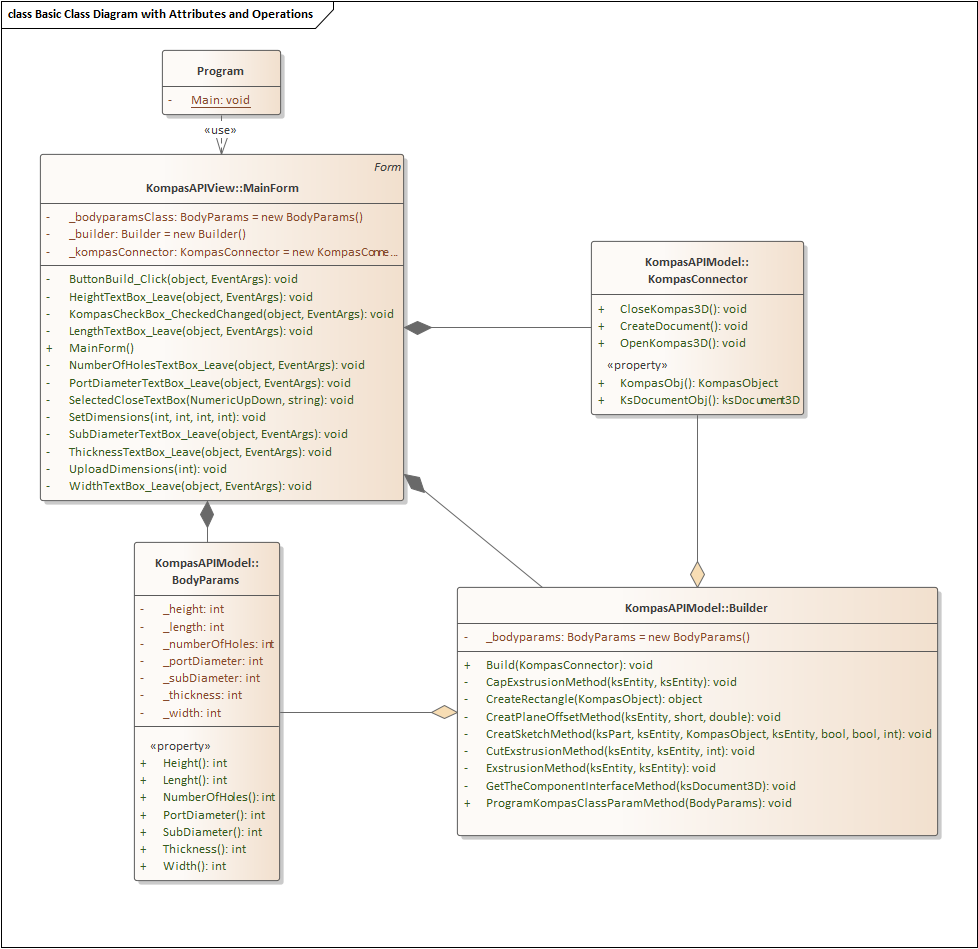 class Basic Class Diagram with Attributes and Operations
Program
- Main: void
«use»
Form
KompasAPIView::MainForm
- _bodyparamsClass: BodyParams = new BodyParams()
- _builder: Builder = new Builder()
- _kompasConnector: KompasConnector = new KompasConne...
- ButtonBuild_Click(object, EventArgs): void
- HeightTextBox_Leave(object, EventArgs): void
- KompasCheckBox_CheckedChanged(object, EventArgs): void
- LengthTextBox_Leave(object, EventArgs): void
+ MainForm()
- NumberOfHolesTextBox_Leave(object, EventArgs): void
- PortDiameterTextBox_Leave(object, EventArgs): void
- SelectedCloseTextBox(NumericUpDown, string): void
- SetDimensions(int, int, int, int): void
- SubDiameterTextBox_Leave(object, EventArgs): void
- ThicknessTextBox_Leave(object, EventArgs): void
- UploadDimensions(int): void
- WidthTextBox_Leave(object, EventArgs): void
KompasAPIModel::
KompasConnector
+ CloseKompas3D(): void
+ CreateDocument(): void
+ OpenKompas3D(): void
«property»
+ KompasObj(): KompasObject
+ KsDocumentObj(): ksDocument3D
KompasAPIModel::
BodyParams
- _height: int
- _length: int
- _numberOfHoles: int
- _portDiameter: int
- _subDiameter: int
- _thickness: int
- _width: int
«property»
+ Height(): int
+ Lenght(): int
+ NumberOfHoles(): int
+ PortDiameter(): int
+ SubDiameter(): int
+ Thickness(): int
+ Width(): int
KompasAPIModel::Builder
- _bodyparams: BodyParams = new BodyParams()
+ Build(KompasConnector): void
- CapExstrusionMethod(ksEntity, ksEntity): void
- CreateRectangle(KompasObject): object
- CreatPlaneOffsetMethod(ksEntity, short, double): void
- CreatSketchMethod(ksPart, ksEntity, KompasObject, ksEntity, bool, bool, int): void
- CutExstrusionMethod(ksEntity, ksEntity, int): void
- ExstrusionMethod(ksEntity, ksEntity): void
- GetTheComponentInterfaceMethod(ksDocument3D): void
+ ProgramKompasClassParamMethod(BodyParams): void